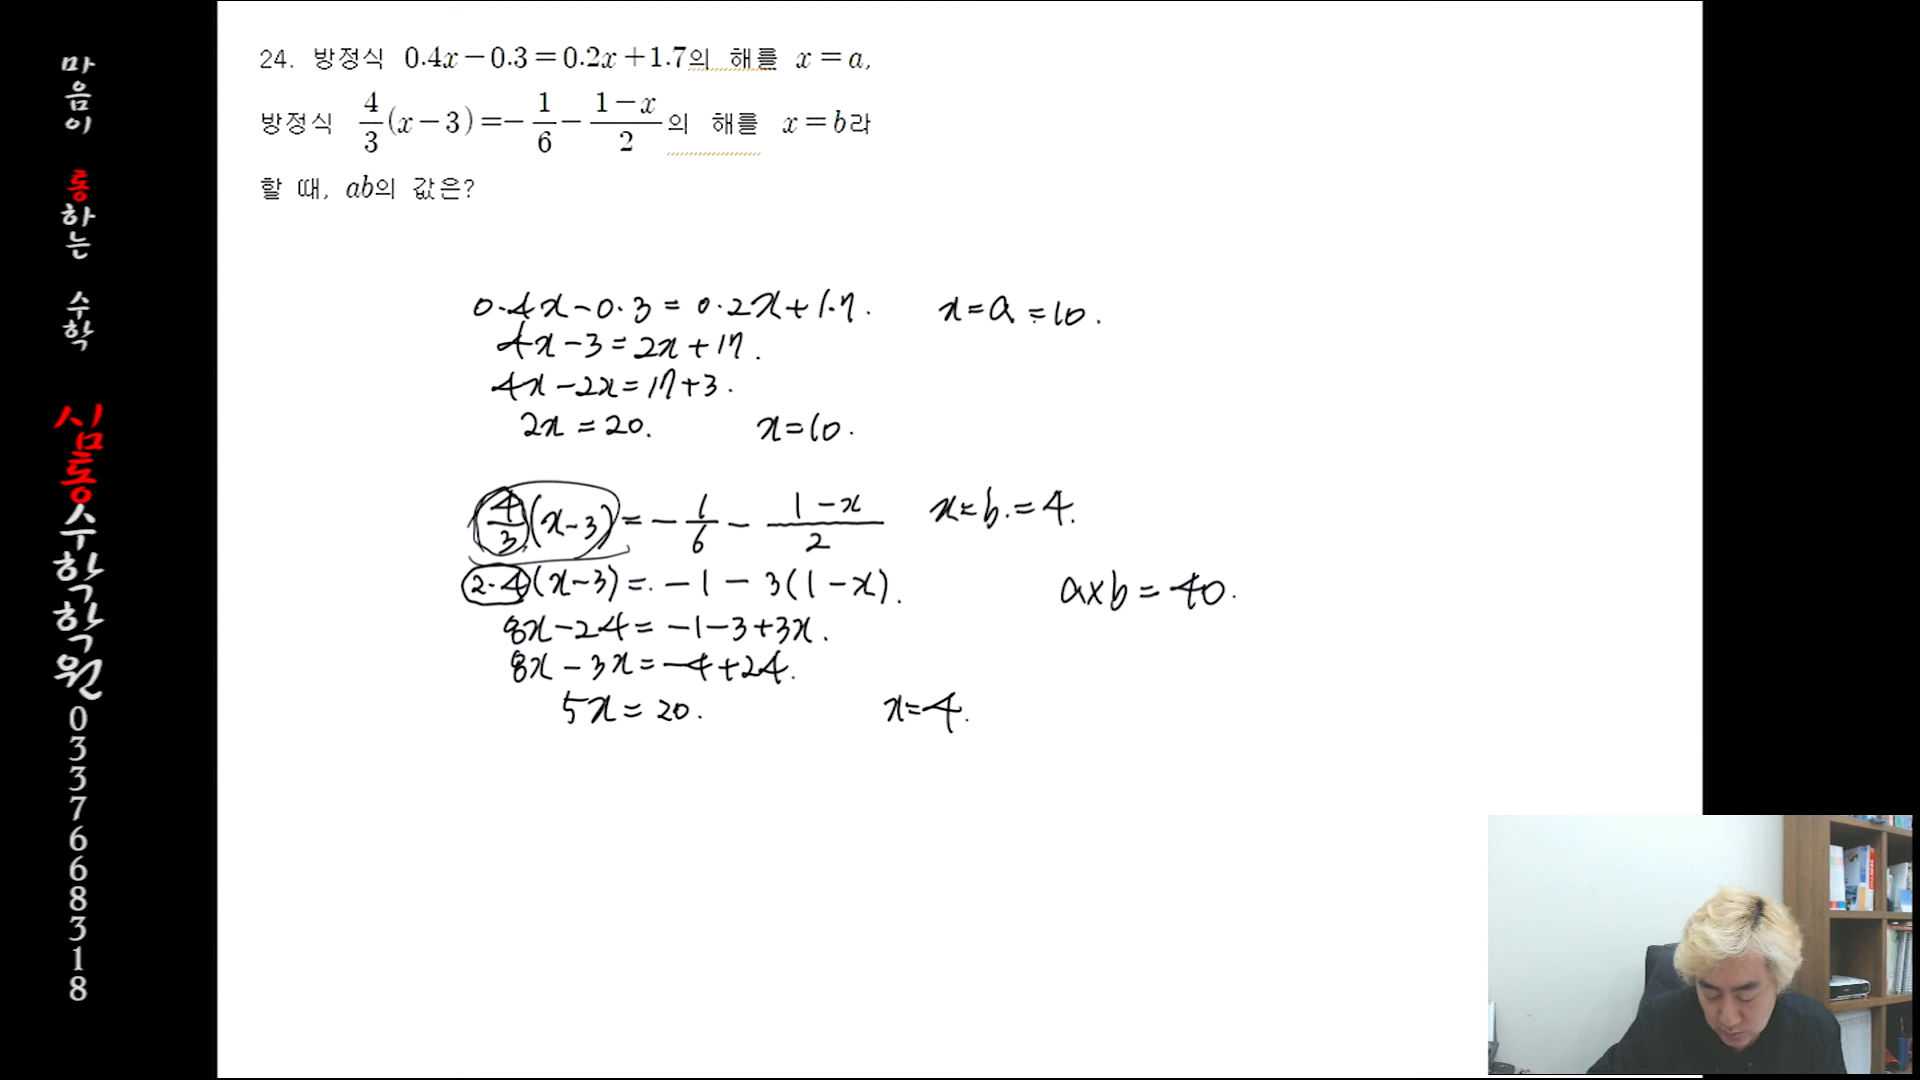 마음이 통하는 수학 심통수학학원 0337668318
24. 방정식 0.4x-0.3=0.2x+1.7의 해를 x=a,
방정식 4/3(x-3)=-1/6-(1-x)/2의 해를 x=b라
할 때, ab의 값은?
0.4x-0.3=0.2x+1.7. x=a=10.
4x-3=2x+17.
4x-2x=17+3.
2x=20. x=10.
4/3(x-3)=-1/6-(1-x)/2 x=b.=4.
2·4(x-3)=.-1-3(1-x). a×b=40.
8x-24=-1-3+3x.
8x-3x=-4+24.
5x=20. x=4.